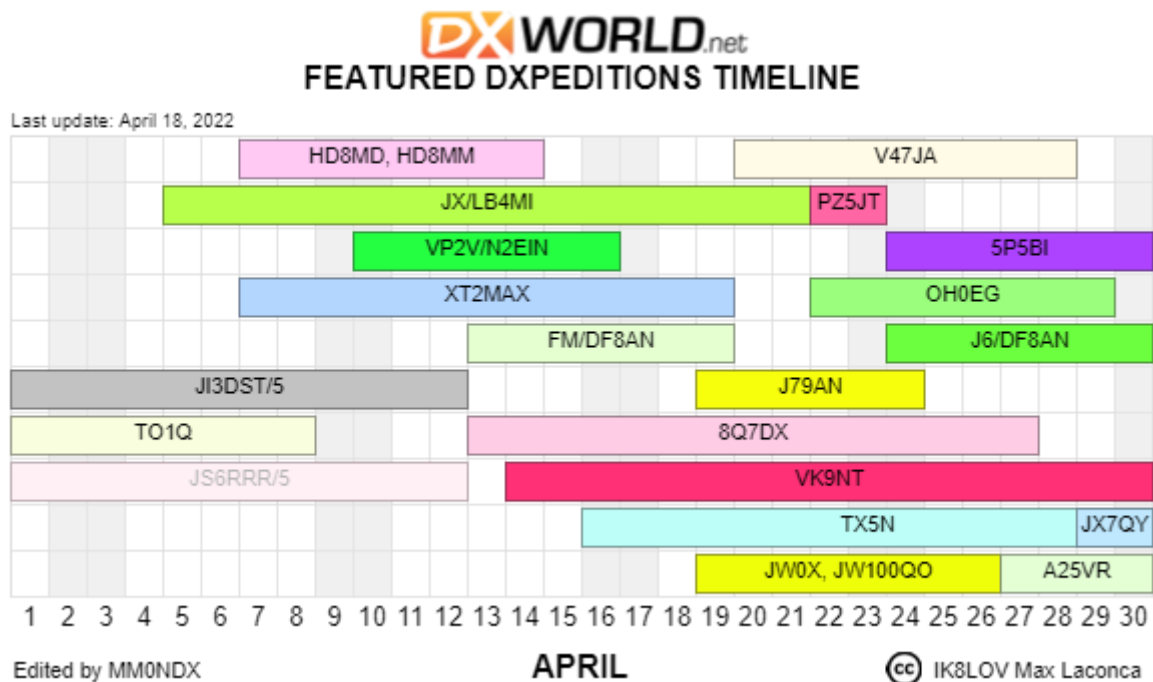 DX WORLD.net
FEATURED DXPEDITIONS TIMELINE
Last update: April 18, 2022
HD8MD, HD8MM V47JA
JX/LB4MI PZ5JT
VP2V/N2EIN 5P5BI
XT2MAX OH0EG
FM/DF8AN J6/DF8AN
JI3DST/5 J79AN
TO1Q 8Q7DX
JS6RRR/5 VK9NT
TX5N JX7QY
JW0X, JW100QO A25VR
1 2 3 4 5 6 7 8 9 10 11 12 13 14 15 16 17 18 19 20 21 22 23 24 25 26 27 28 29 30
Edited by MM0NDX APRIL cc IK8LOV Max Laconca